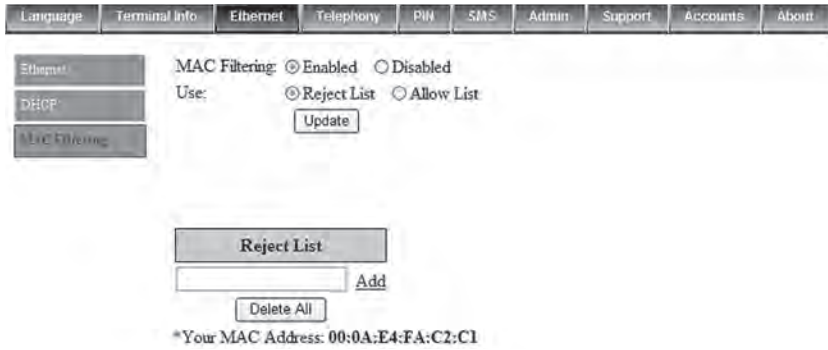 Language Terminal Info Ethernet Telephony PIN SMS Admin Support Accounts About
Ethernet
DHCP
MAC Filtering
MAC Filtering: Enabled Disabled
Use: Reject List Allow List
Update
Reject List
Add
Delete All
*Your MAC Address: 00:0A:E4:FA:C2:C1